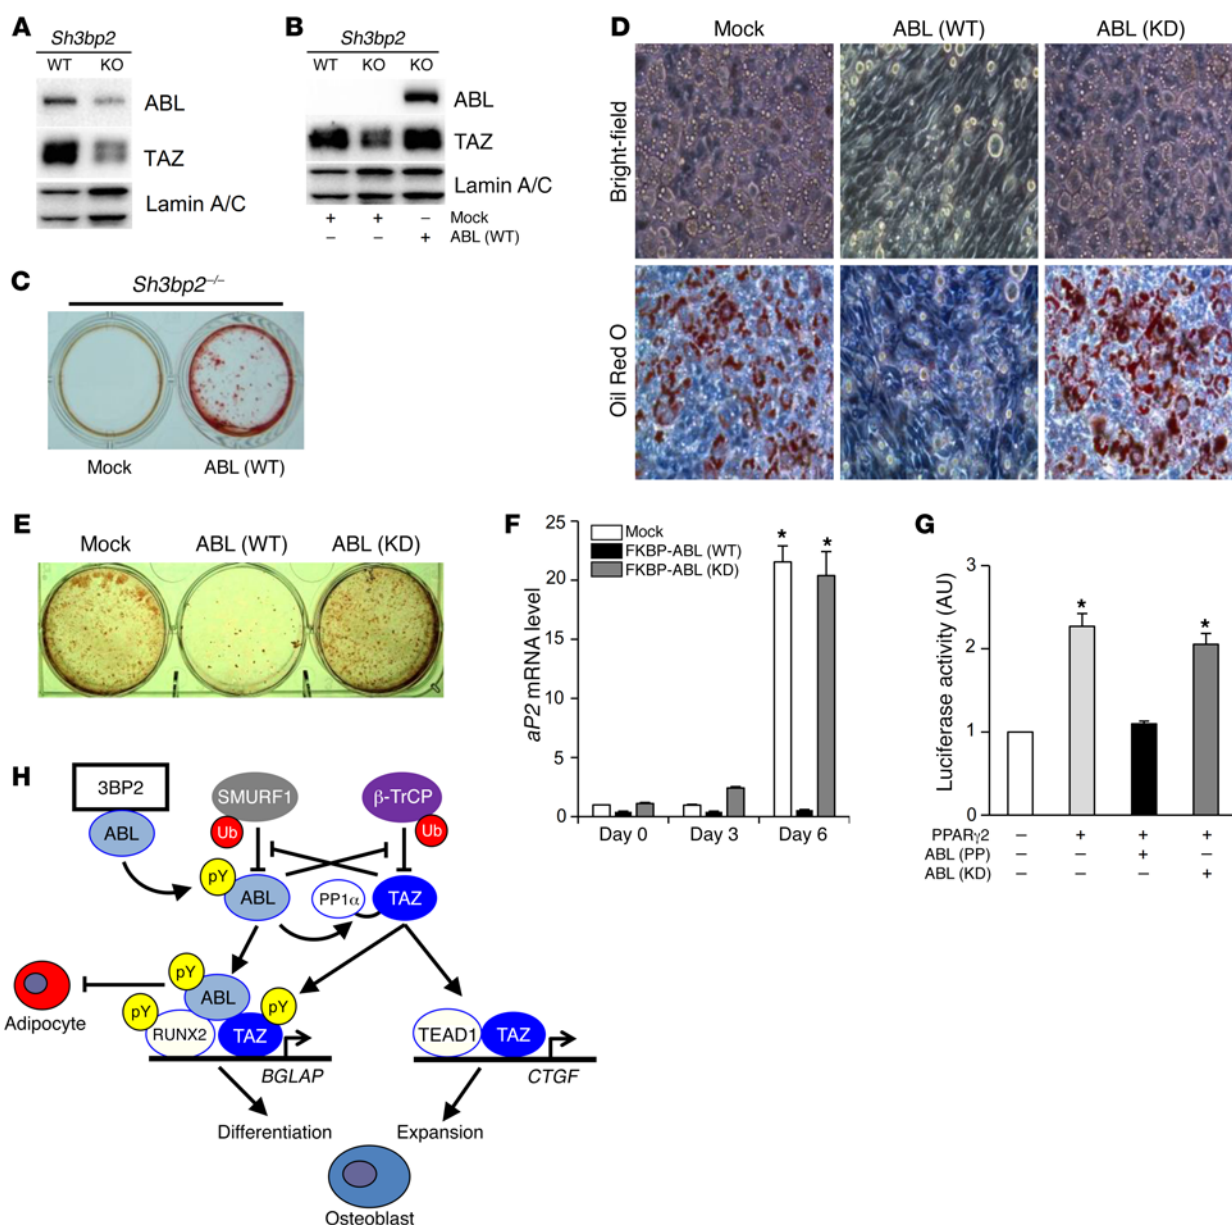 A
Sh3bp2
WT KO
ABL
TAZ
Lamin A/C
B
Sh3bp2
WT KO KO
ABL
TAZ
Lamin A/C
+ + – Mock
– – + ABL (WT)
C
Sh3bp2–/–
Mock ABL (WT)
D
Mock ABL (WT) ABL (KD)
Bright-field
Oil Red O
E
Mock ABL (WT) ABL (KD)
F
aP2 mRNA level
25
20
15
10
5
0
Mock
FKBP-ABL (WT)
FKBP-ABL (KD)
* *
Day 0 Day 3 Day 6
G
Luciferase activity (AU)
3
2
1
0
* *
PPARγ2 – + + +
ABL (PP) – – + –
ABL (KD) – – – +
H
3BP2
ABL
SMURF1
Ub
β-TrCP
Ub
pY
ABL
PP1α
TAZ
Adipocyte
pY
ABL
pY
pY
RUNX2
TAZ
BGLAP
TEAD1
TAZ
CTGF
Differentiation
Expansion
Osteoblast